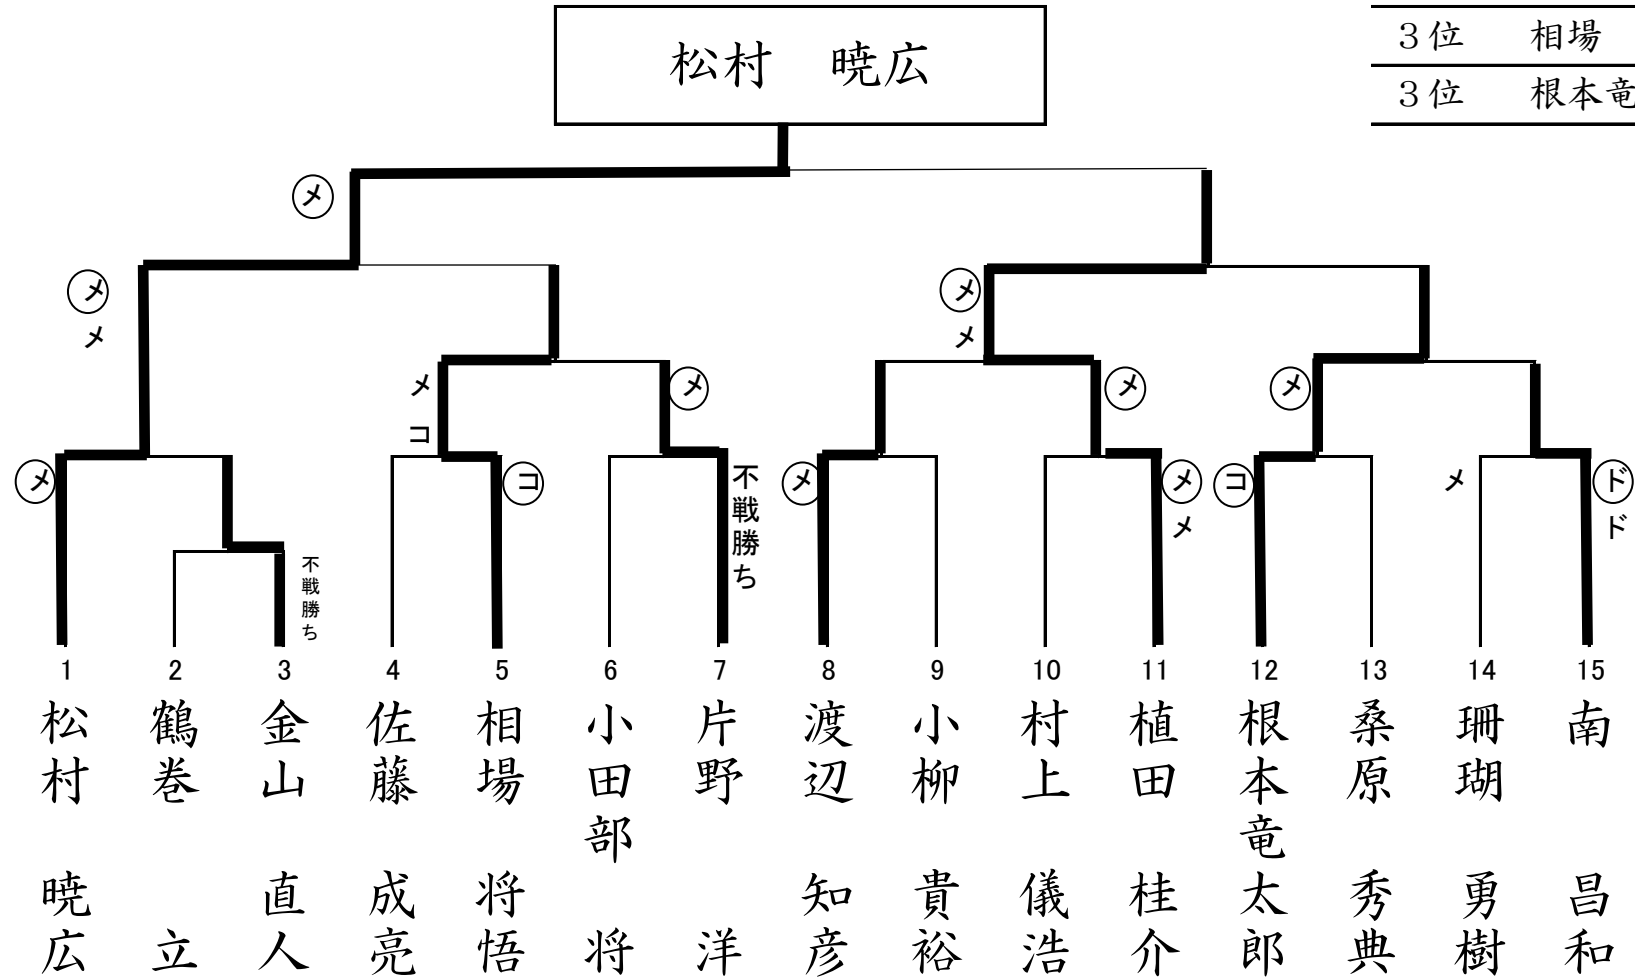 松村　暁広
３位　相場
３位　根本竜
メ
メ
メ
メ
メ
メ
コ
メ
メ
メ
メ
コ
不戦勝ち
メ
メ
メ
コ
メ
ド
ド
不戦勝ち
1 2 3 4 5 6 7 8 9 10 11 12 13 14 15
松村　暁広
鶴巻　立
金山　直人
佐藤　成亮
相場　将悟
小田部　将
片野　洋
渡辺　知彦
小柳　貴裕
村上　儀浩
植田　桂介
根本竜太郎
桑原　秀典
珊瑚　勇樹
南　昌和